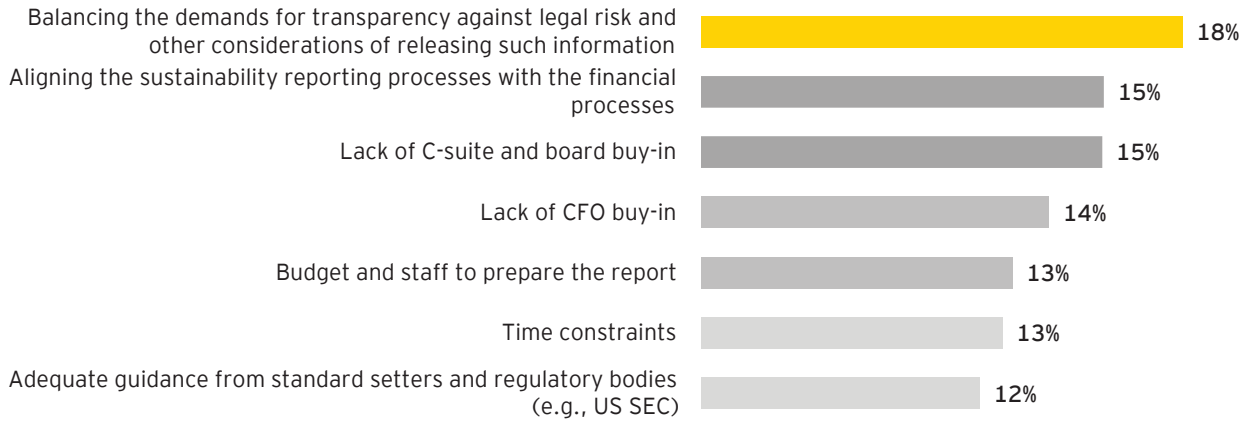 Balancing the demands for transparency against legal risk and
other considerations of releasing such information
18%
Aligning the sustainability reporting processes with the financial
processes
15%
Lack of C-suite and board buy-in
15%
Lack of CFO buy-in
14%
Budget and staff to prepare the report
13%
Time constraints
13%
Adequate guidance from standard setters and regulatory bodies
(e.g., US SEC)
12%